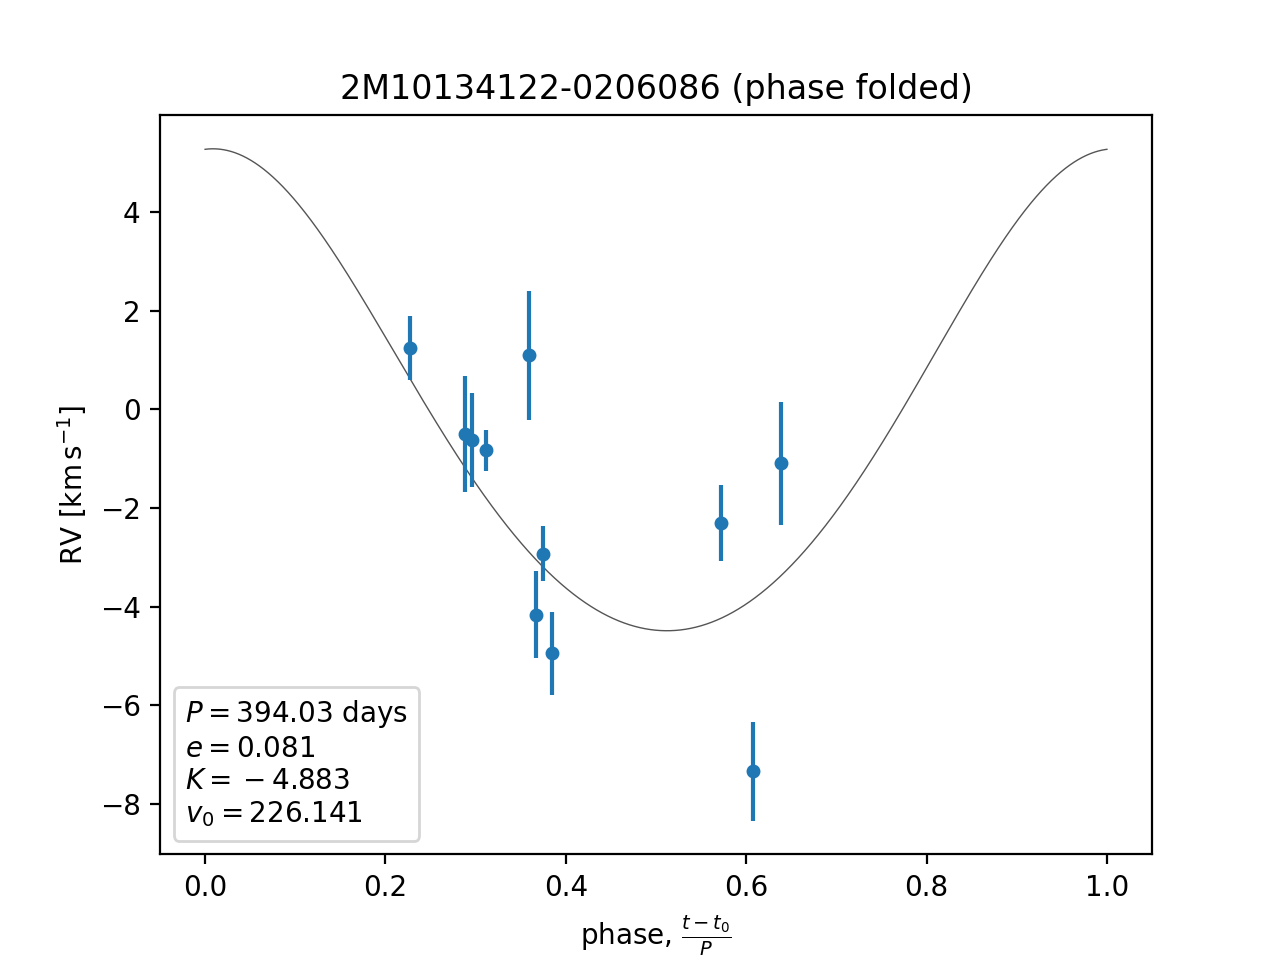 2M10134122-0206086 (phase folded)
RV [km s⁻¹]
4
2
0
−2
−4
−6
−8
P = 394.03 days
e = 0.081
K = −4.883
v₀ = 226.141
0.0 0.2 0.4 0.6 0.8 1.0
phase, (t − t₀)/P